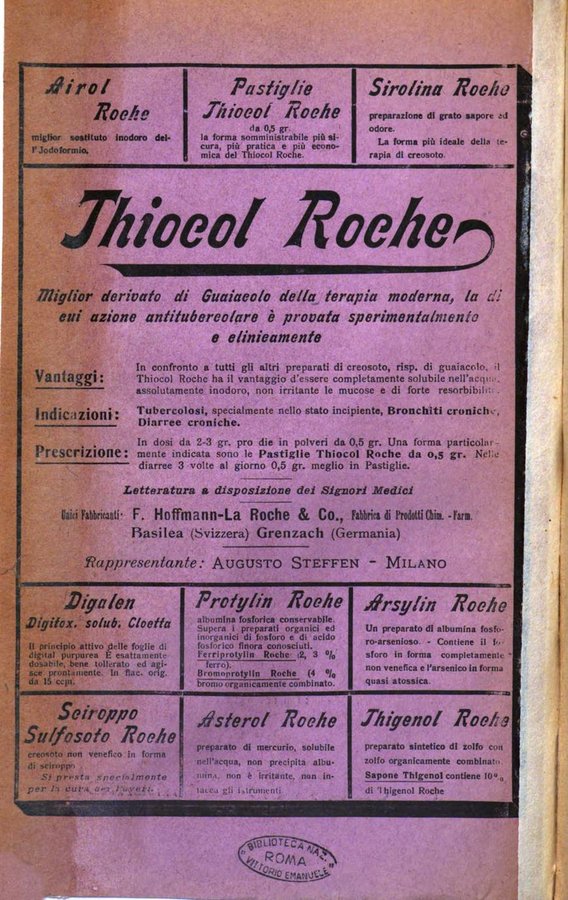 Airol
Roche
miglior sostituto inodoro del-
l'Jodoformio.
Pastiglie
Thiocol Roche
da 0,5 gr.
la forma somministrabile più si-
cura, più pratica e più econo-
mica del Thiocol Roche.
Sirolina Roche
preparazione di grato sapore ed
odore.
La forma più ideale della te-
rapia di creosoto.
Thiocol Roche
Miglior derivato di Guaiacolo della terapia moderna, la di
cui azione antitubercolare è provata sperimentalmente
e clinicamente
Vantaggi:
In confronto a tutti gli altri preparati di creosoto, risp. di guaiacolo, il
Thiocol Roche ha il vantaggio d'essere completamente solubile nell'acqua,
assolutamente inodoro, non irritante le mucose e di forte resorbibilità.
Indicazioni:
Tubercolosi, specialmente nello stato incipiente, Bronchiti croniche,
Diarree croniche.
Prescrizione:
In dosi da 2-3 gr. pro die in polveri da 0,5 gr. Una forma particolar-
mente indicata sono le Pastiglie Thiocol Roche da 0,5 gr. Nelle
diarree 3 volte al giorno 0,5 gr. meglio in Pastiglie.
Letteratura a disposizione dei Signori Medici
Unici Fabbricanti: F. Hoffmann-La Roche & Co., Fabbrica di Prodotti Chim. - Farm.
Basilea (Svizzera) Grenzach (Germania)
Rappresentante: AUGUSTO STEFFEN - MILANO
Digalen
Digitox. solub. Cloetta
Il principio attivo delle foglie di
digital purpurea È esattamente
dosabile, bene tollerato ed agi-
sce prontamente. In flac. orig.
da 15 ccm.
Protylin Roche
albumina fosforica conservabile.
Supera i preparati organici ed
inorganici di fosforo e di acido
fosforico finora conosciuti.
Ferriprotylin Roche (2, 3 %
ferro).
Bromoprotylin Roche (4 %
bromo organicamente combinato.
Arsylin Roche
Un preparato di albumina fosfo-
ro-arsenioso. - Contiene il fo-
sforo in forma completamente
non venefica e l'arsenico in forma
quasi atossica.
Sciroppo
Sulfosoto Roche
creosoto non venefico in forma
di sciroppo
Si presta specialmente
per la cura dei
Asterol Roche
preparato di mercurio, solubile
nell'acqua, non precipita albu-
mina, non è irritante, non in-
tacca gli istrumenti
Thigenol Roche
preparato sintetico di zolfo con
zolfo organicamente combinato.
Sapone Thigenol contiene 10%
di Thigenol Roche
BIBLIOTECA NAZ.
ROMA
VITTORIO EMANUELE